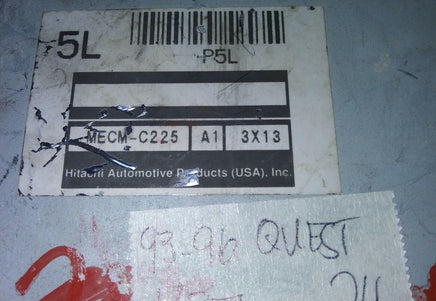 5L
P5L
MECM-C225 A1 3X13
Hitachi Automotive Products (USA), Inc.
93-96 QUEST